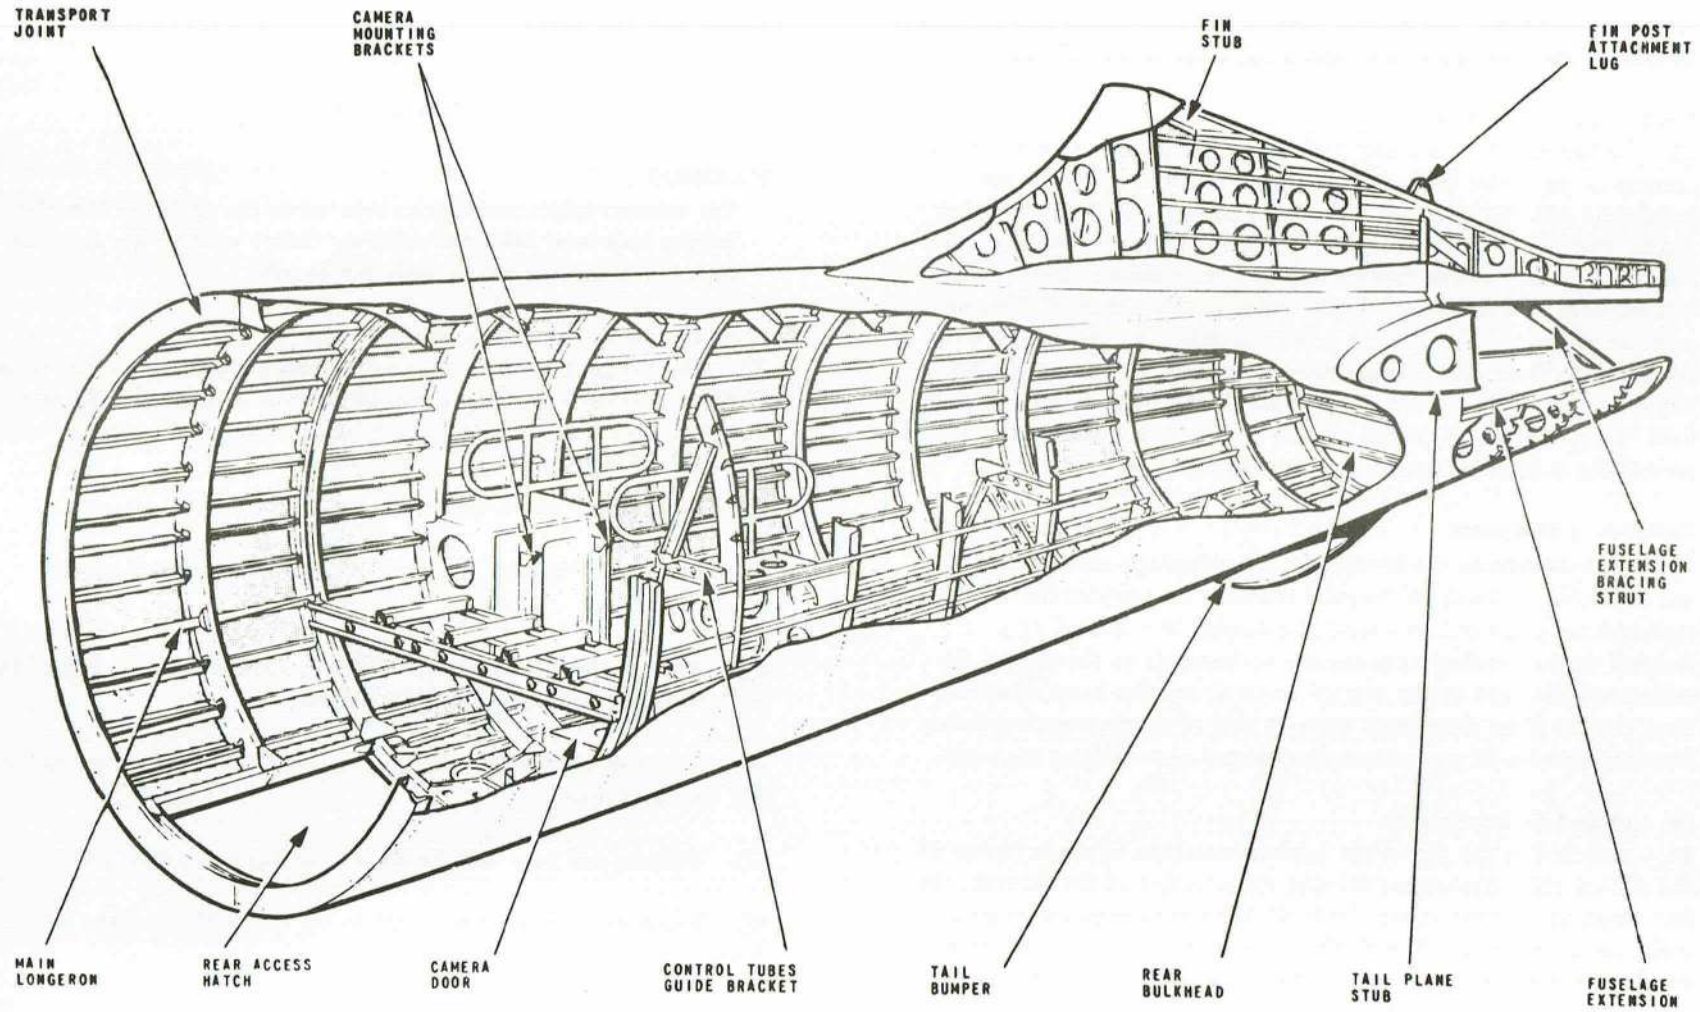 TRANSPORT
JOINT
CAMERA
MOUNTING
BRACKETS
FIN
STUB
FIN POST
ATTACHMENT
LUG
FUSELAGE
EXTENSION
BRACING
STRUT
MAIN
LONGERON
REAR ACCESS
HATCH
CAMERA
DOOR
CONTROL TUBES
GUIDE BRACKET
TAIL
BUMPER
REAR
BULKHEAD
TAIL PLANE
STUB
FUSELAGE
EXTENSION